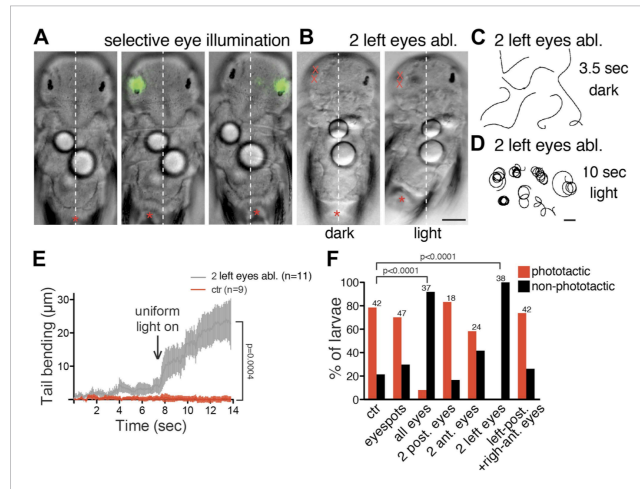 A
selective eye illumination
B
2 left eyes abl.
dark
light
C
2 left eyes abl.
3.5 sec
dark
D
2 left eyes abl.
10 sec
light
E
2 left eyes abl. (n=11)
ctr (n=9)
Tail bending (µm)
30
20
10
uniform
light on
p=0.0004
2 4 6 8 10 12 14
Time (sec)
F
p<0.0001
p<0.0001
phototactic
non-phototactic
% of larvae
100
80
60
40
20
0
42
47
37
18
24
38
42
ctr
eyespots
all eyes
2 post. eyes
2 ant. eyes
2 left eyes
left-post.
+righ-ant. eyes